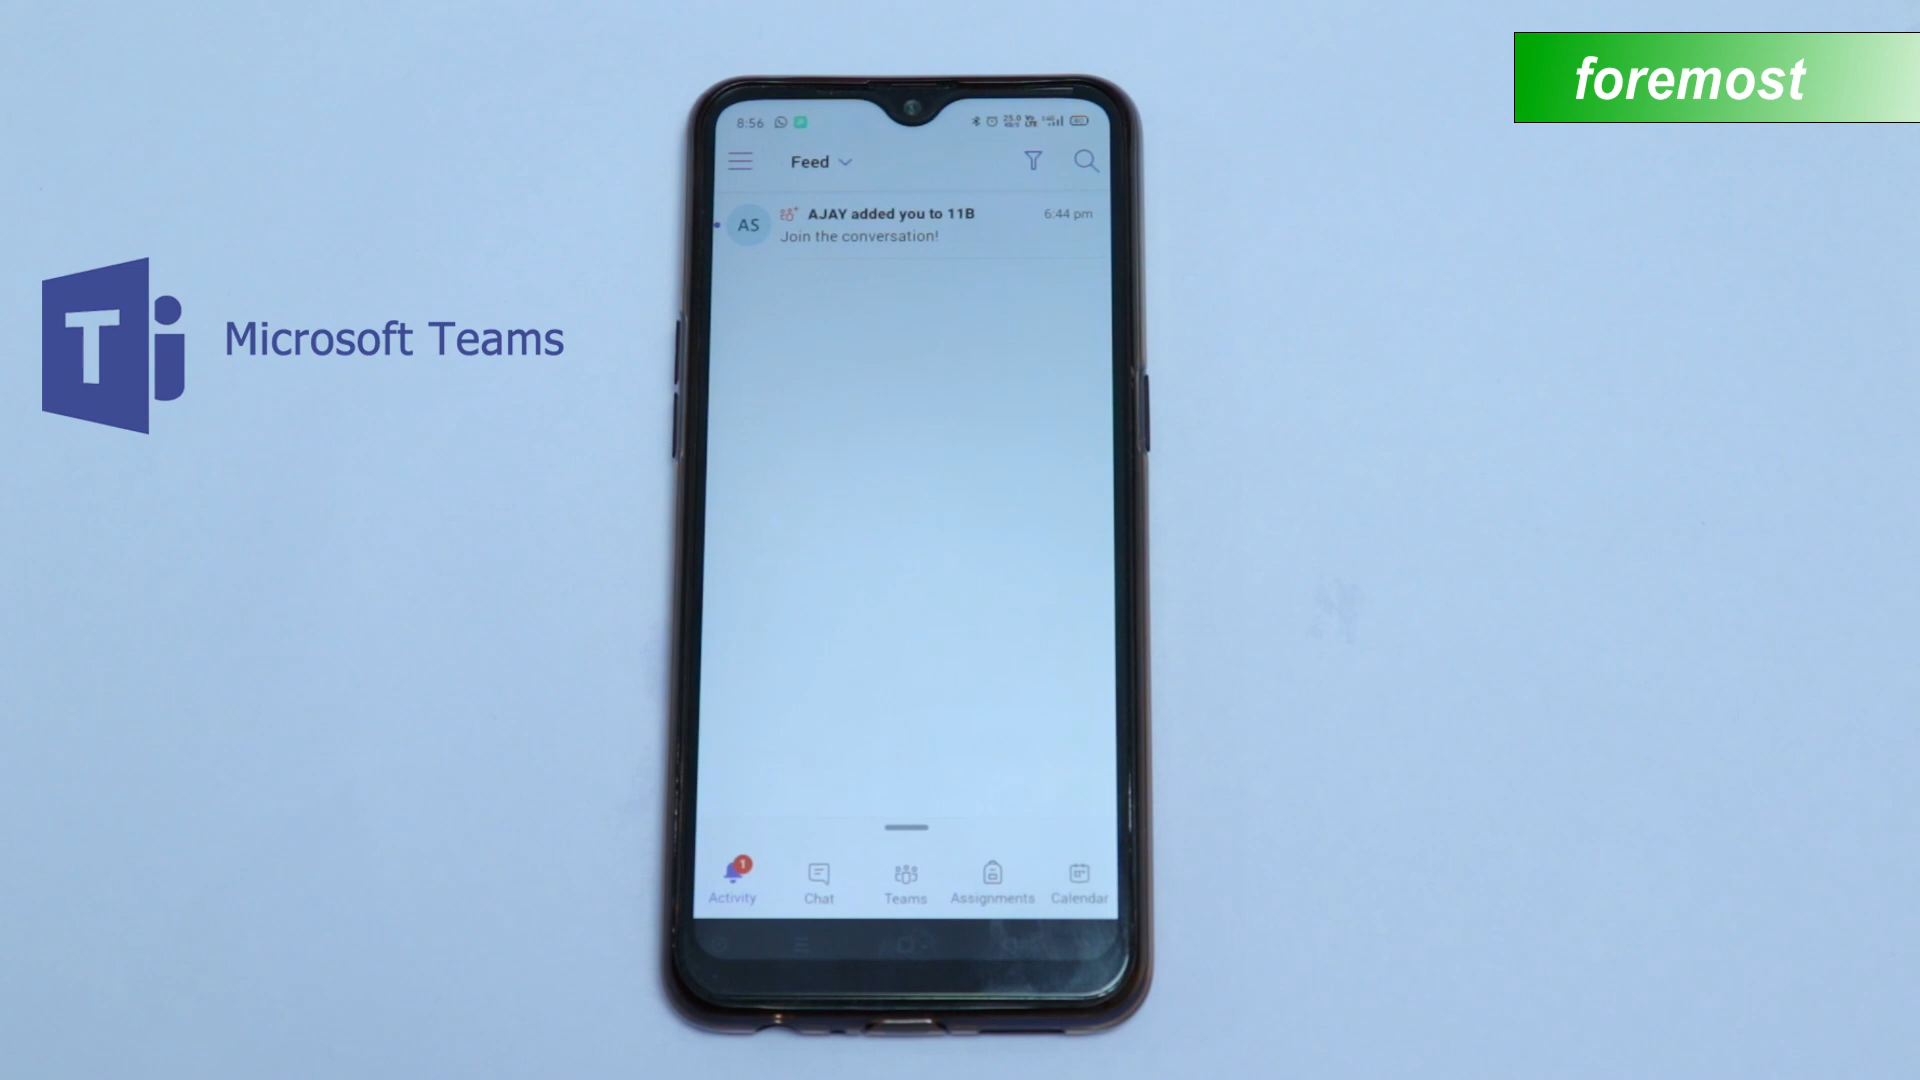 foremost
Microsoft Teams
8:56
Feed
AS
AJAY added you to 11B
6:44 pm
Join the conversation!
1
Activity
Chat
Teams
Assignments
Calendar